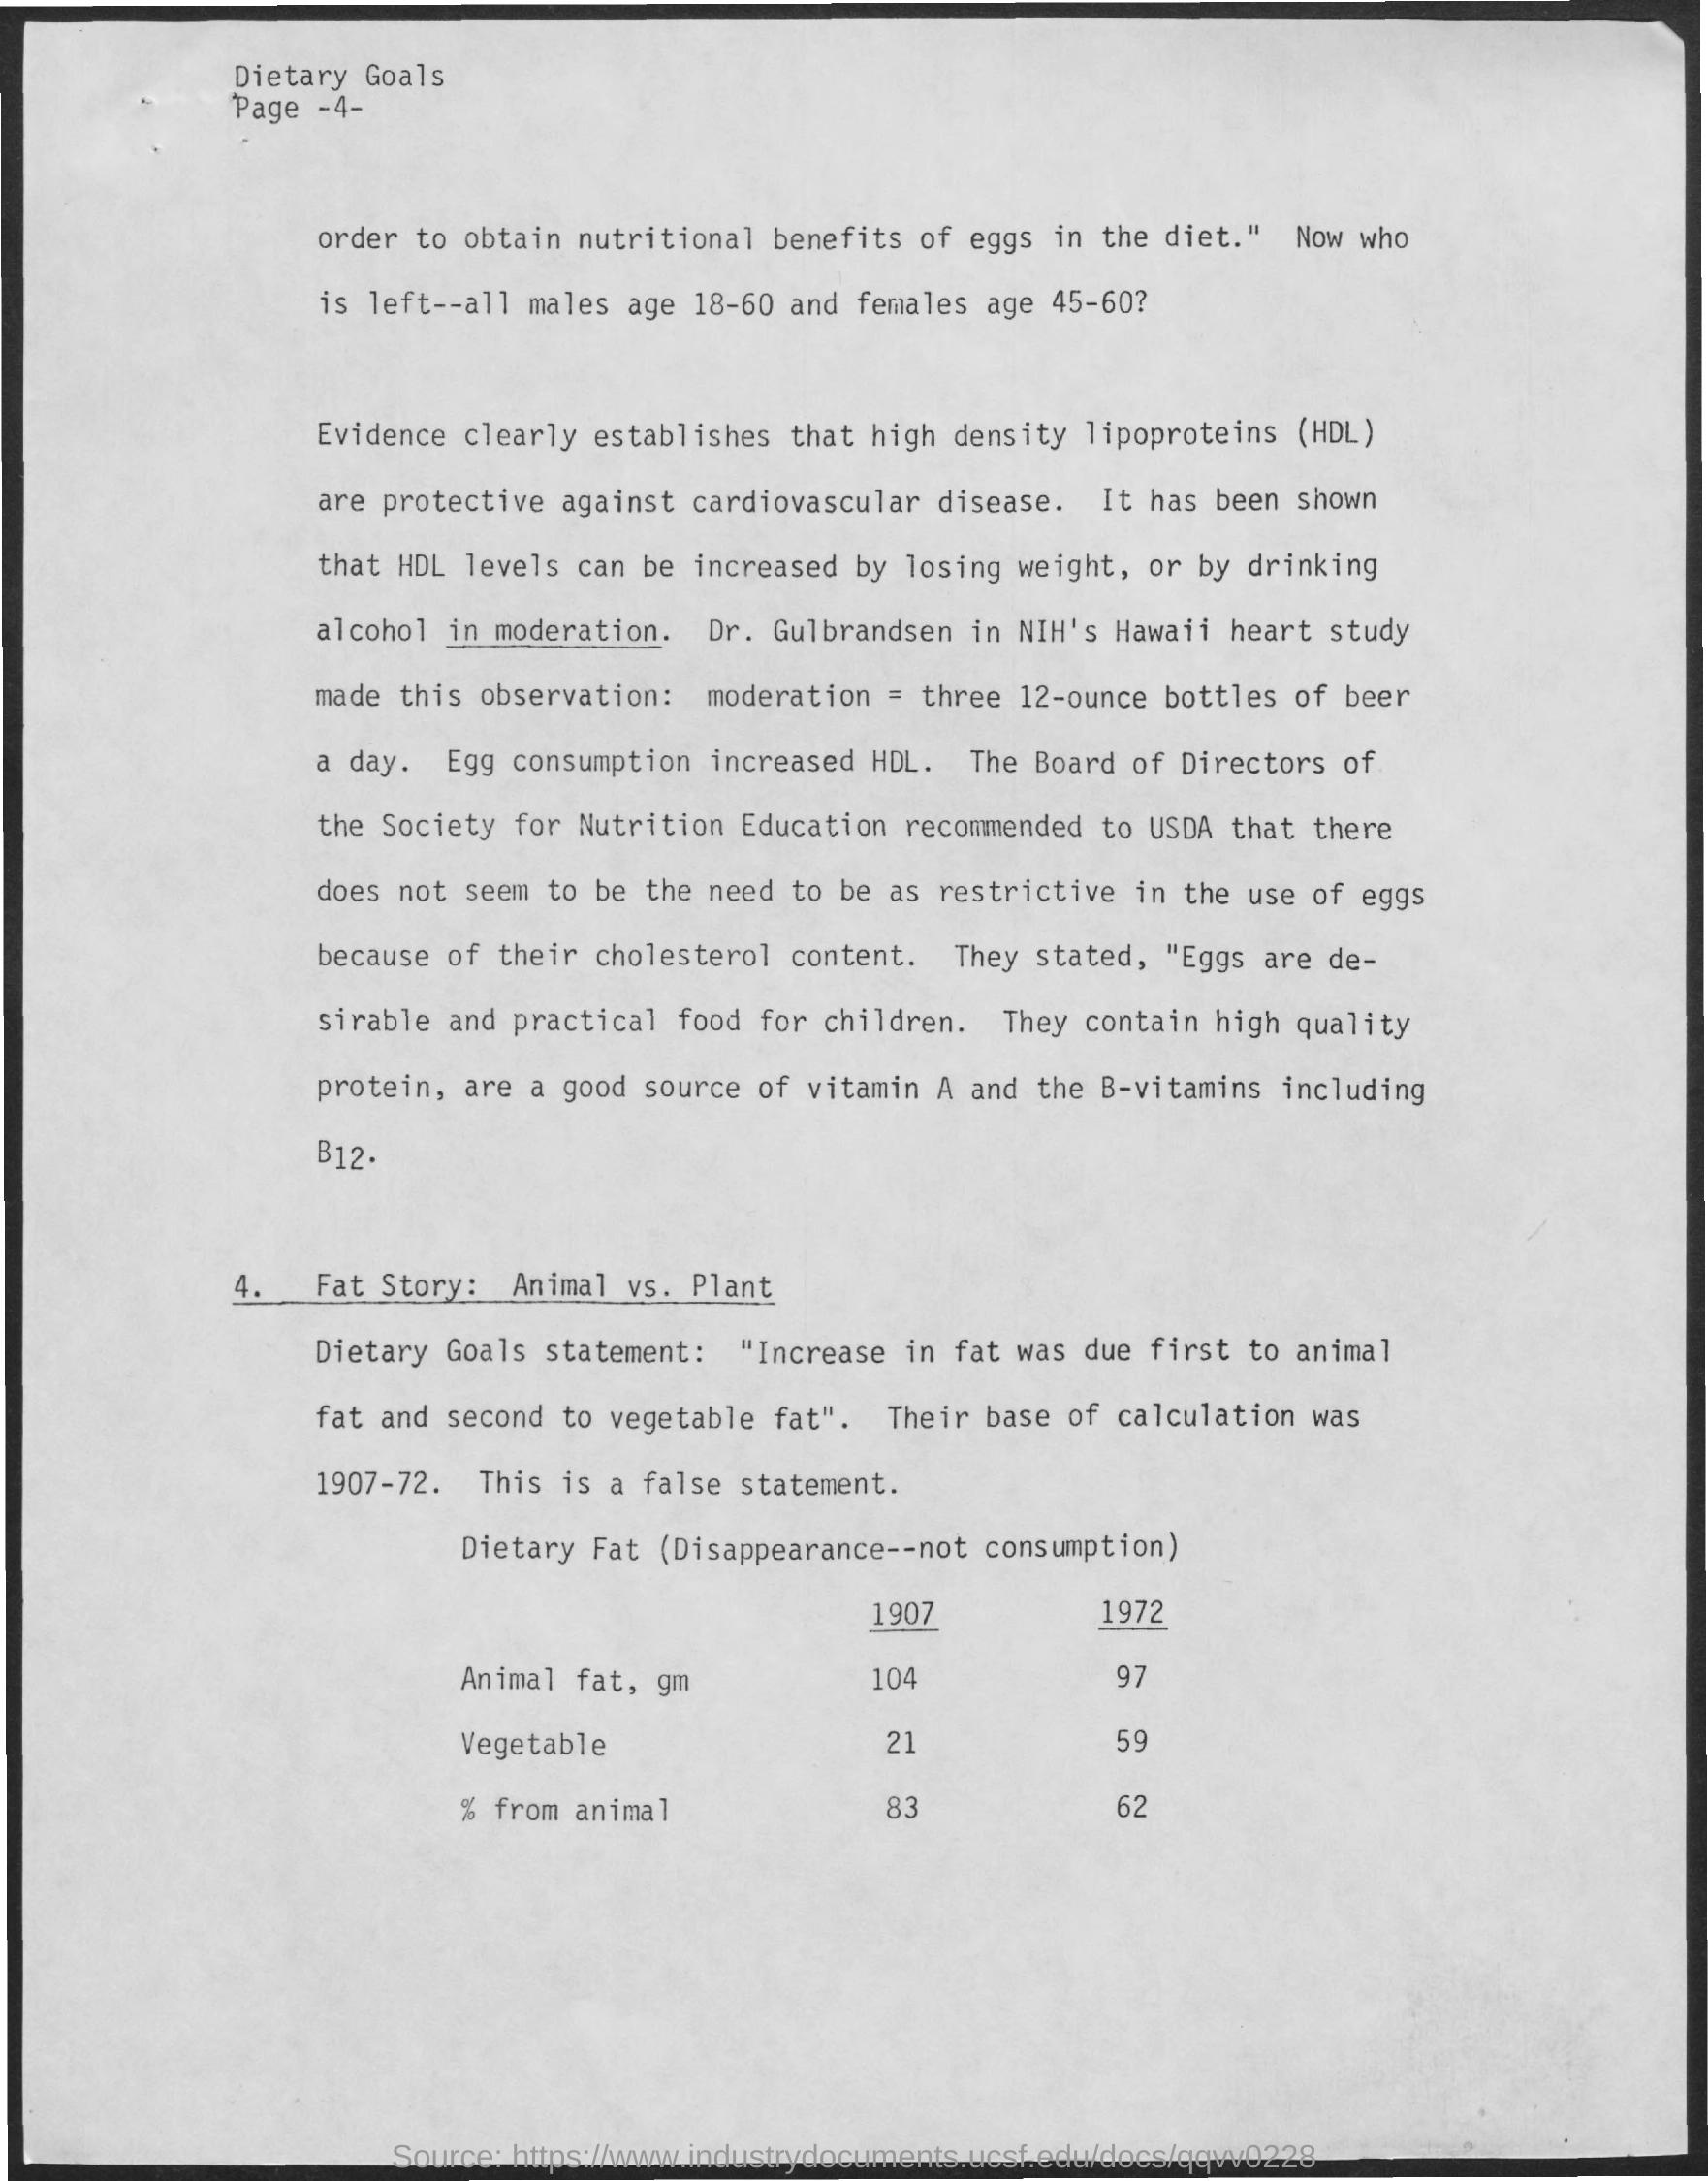 Dietary Goals
Page -4-
order to obtain nutritional benefits of eggs in the diet."  Now who
is left--all males age 18-60 and females age 45-60?
Evidence clearly establishes that high density lipoproteins (HDL)
are protective against cardiovascular disease.  It has been shown
that HDL levels can be increased by losing weight, or by drinking
alcohol in moderation.  Dr. Gulbrandsen in NIH's Hawaii heart study
made this observation:  moderation = three 12-ounce bottles of beer
a day.  Egg consumption increased HDL.  The Board of Directors of
the Society for Nutrition Education recommended to USDA that there
does not seem to be the need to be as restrictive in the use of eggs
because of their cholesterol content.  They stated, "Eggs are de-
sirable and practical food for children.  They contain high quality
protein, are a good source of vitamin A and the B-vitamins including
B12.
4.  Fat Story:  Animal vs. Plant
Dietary Goals statement:  "Increase in fat was due first to animal
fat and second to vegetable fat".  Their base of calculation was
1907-72.  This is a false statement.
Dietary Fat (Disappearance--not consumption)
1907 1972
Animal fat, gm 104 97
Vegetable 21 59
% from animal 83 62
Source: https://www.industrydocuments.ucsf.edu/docs/qqvv0228